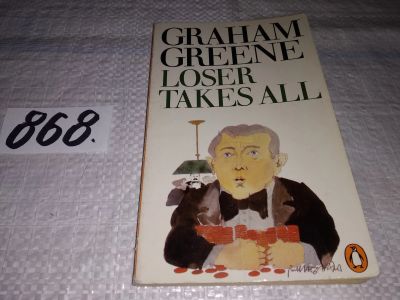 GRAHAM
GREENE
LOSER
TAKES ALL
868.